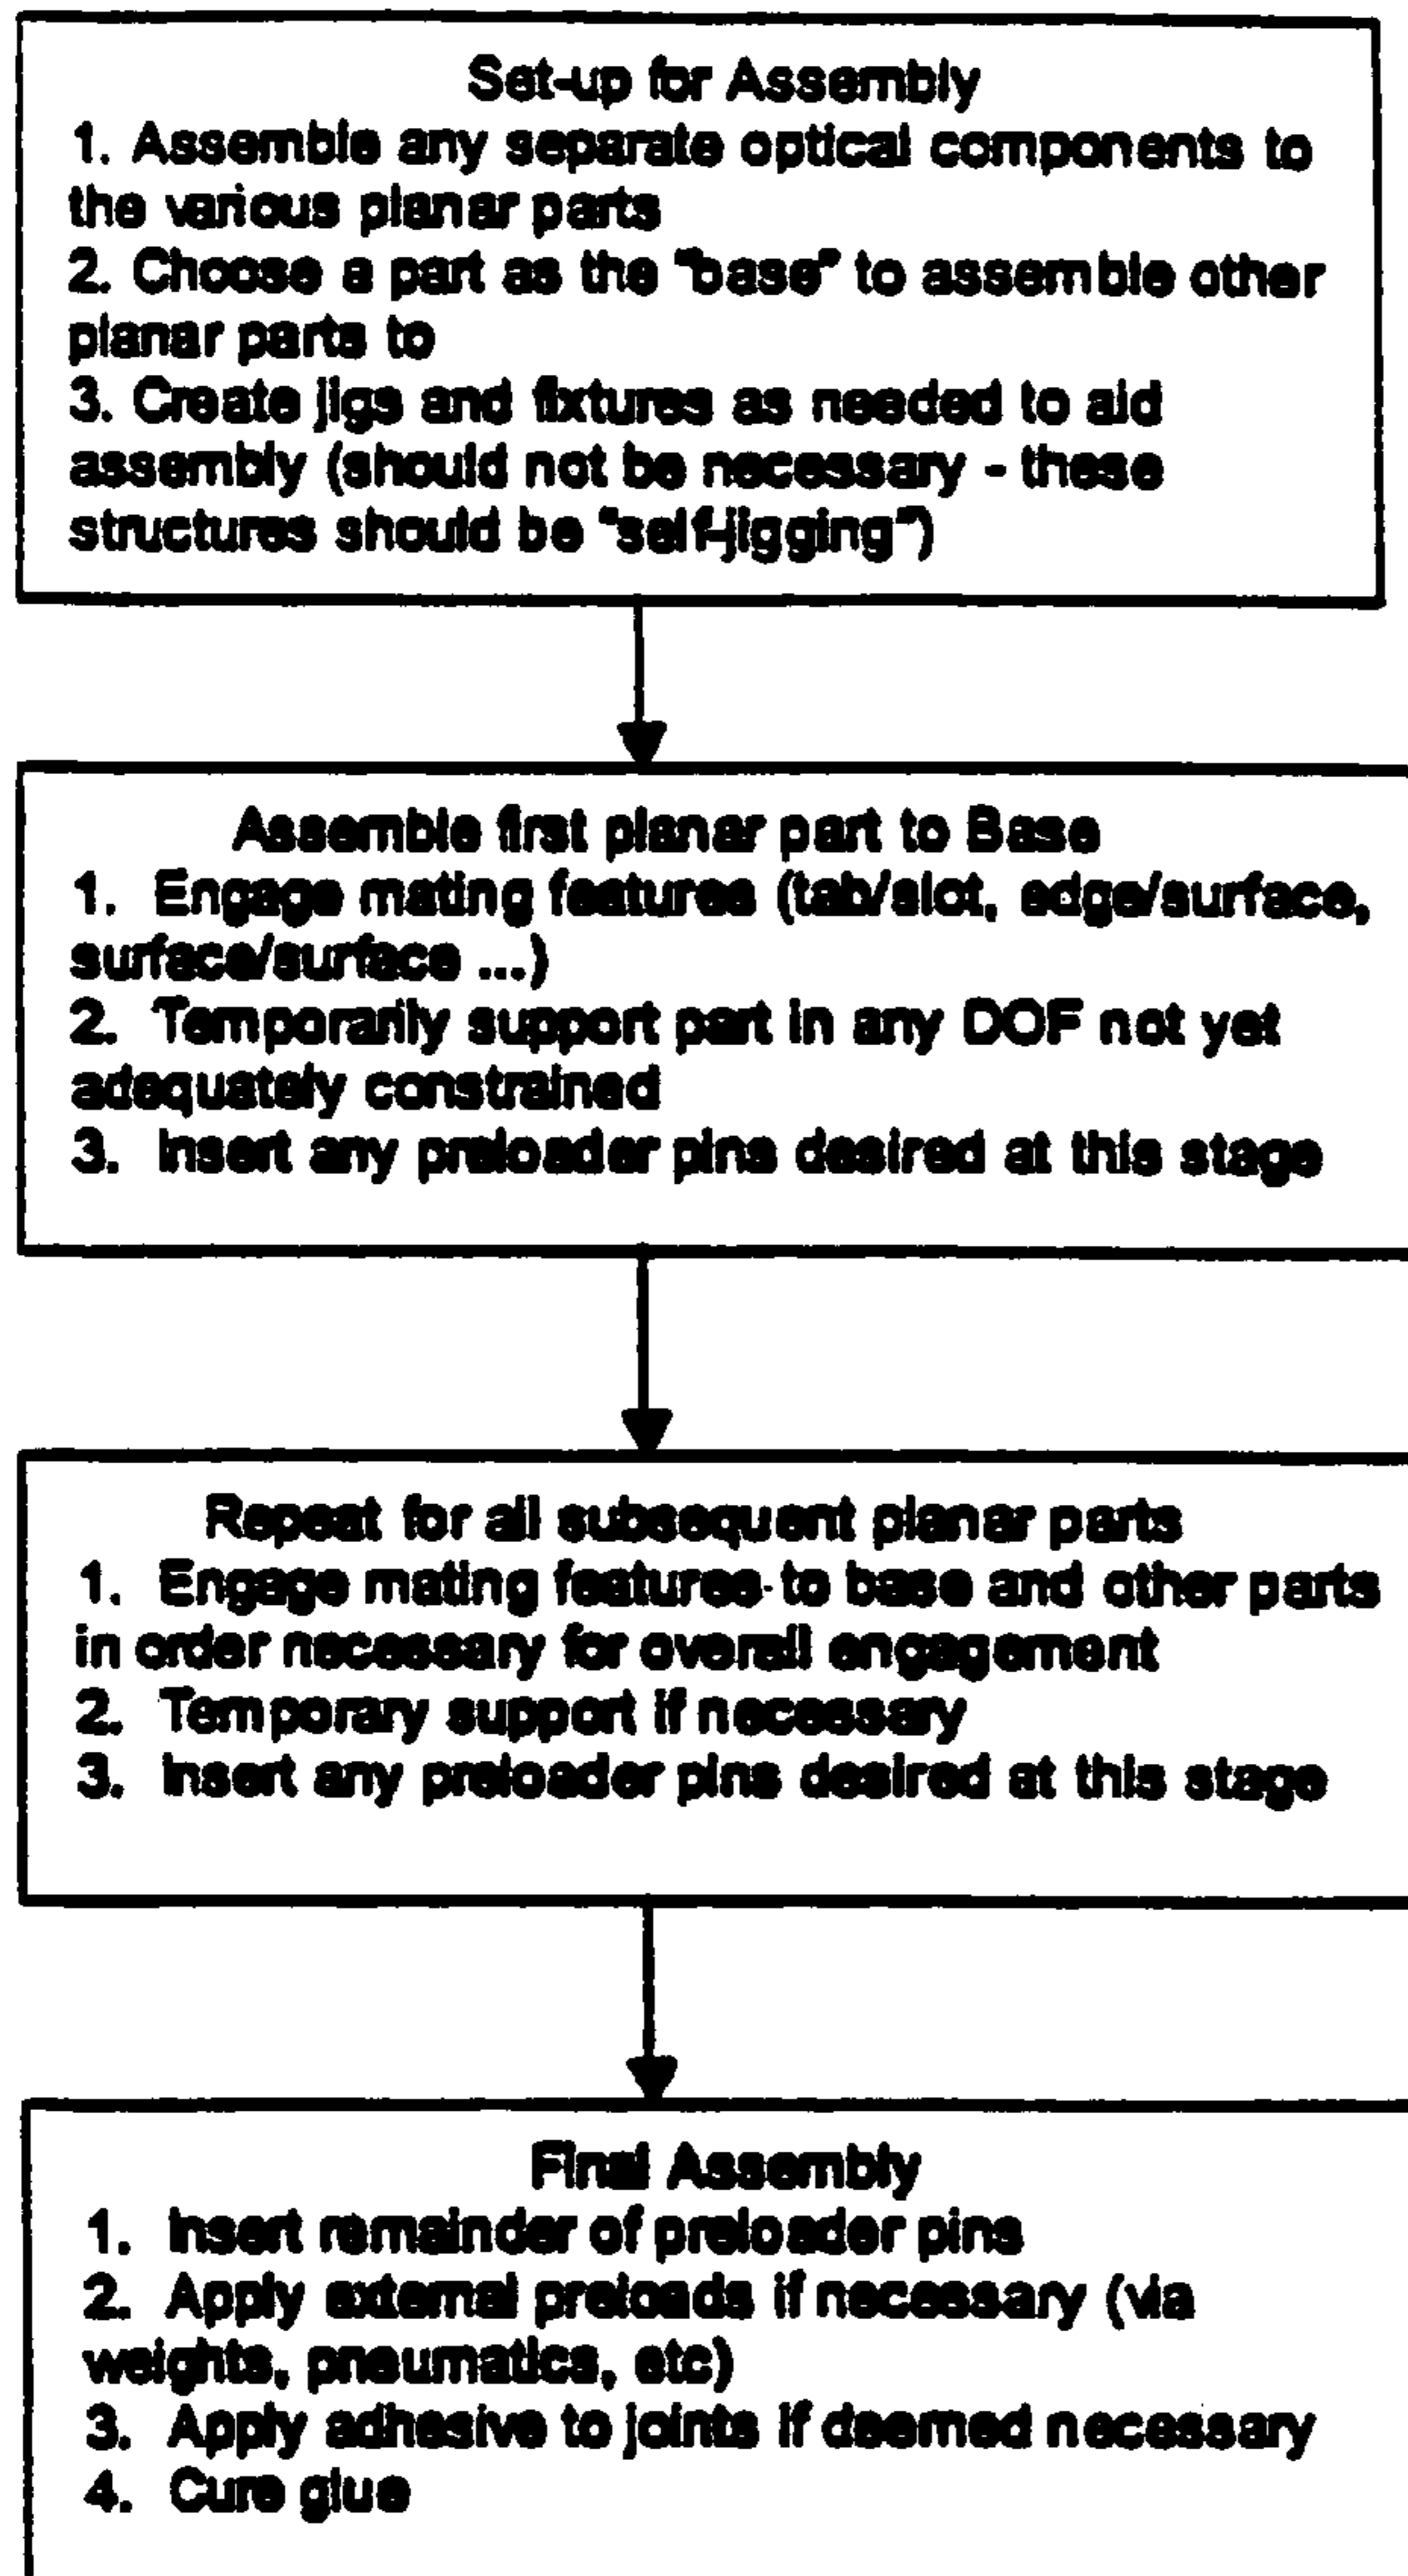 Set-up for Assembly
1. Assemble any separate optical components to
the various planar parts
2. Choose a part as the "base" to assemble other
planar parts to
3. Create jigs and fixtures as needed to aid
assembly (should not be necessary - these
structures should be "self-jigging")
Assemble first planar part to Base
1. Engage mating features (tab/slot, edge/surface,
surface/surface ...)
2. Temporarily support part in any DOF not yet
adequately constrained
3. Insert any preloader pins desired at this stage
Repeat for all subsequent planar parts
1. Engage mating features to base and other parts
in order necessary for overall engagement
2. Temporary support if necessary
3. Insert any preloader pins desired at this stage
Final Assembly
1. Insert remainder of preloader pins
2. Apply external preloads if necessary (via
weights, pneumatics, etc)
3. Apply adhesive to joints if deemed necessary
4. Cure glue